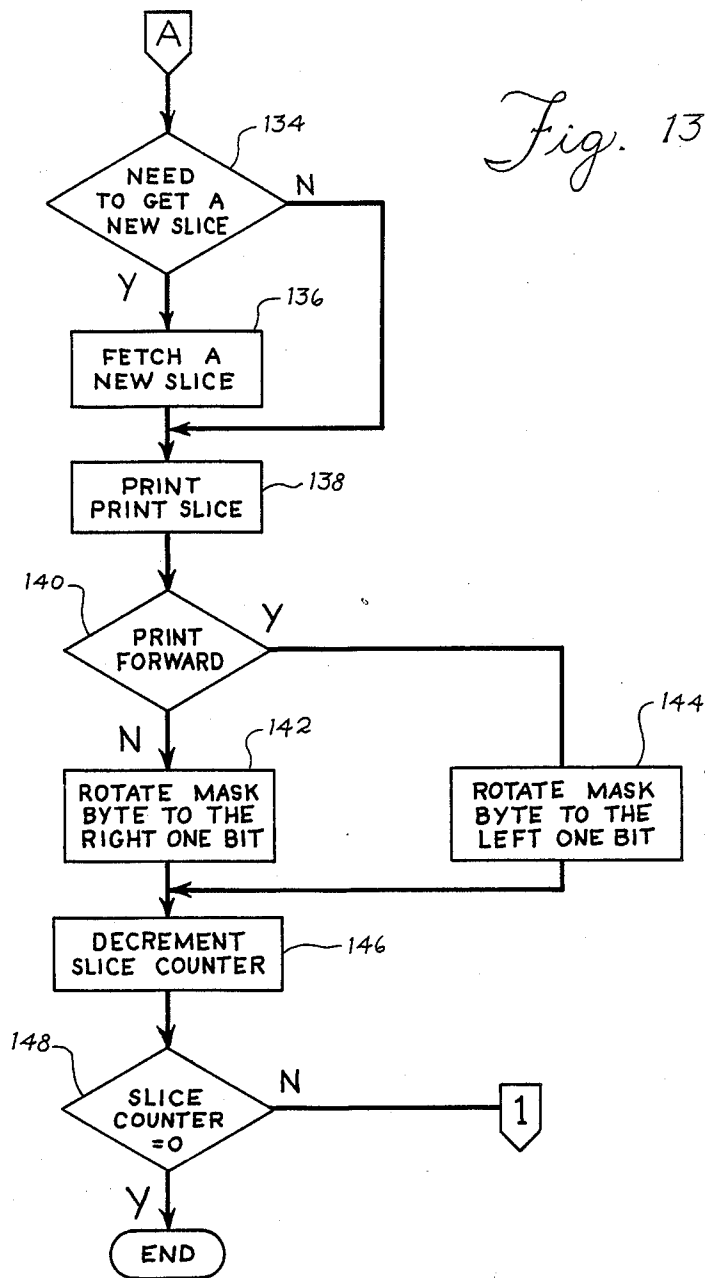 A
Fig. 13
134
NEED
TO GET A
NEW SLICE
N
Y
136
FETCH A
NEW SLICE
PRINT
PRINT SLICE
138
140
PRINT
FORWARD
Y
N
142
ROTATE MASK
BYTE TO THE
RIGHT ONE BIT
144
ROTATE MASK
BYTE TO THE
LEFT ONE BIT
DECREMENT
SLICE COUNTER
146
148
SLICE
COUNTER
=0
N
1
Y
END